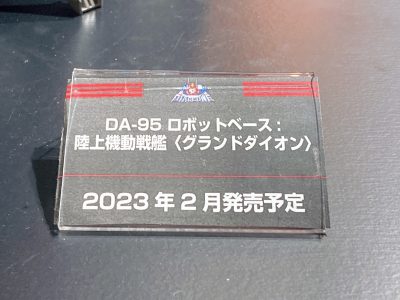 DIACLONE
DA-95 ロボットベース:
陸上機動戦艦〈グランドダイオン〉
2023年2月発売予定